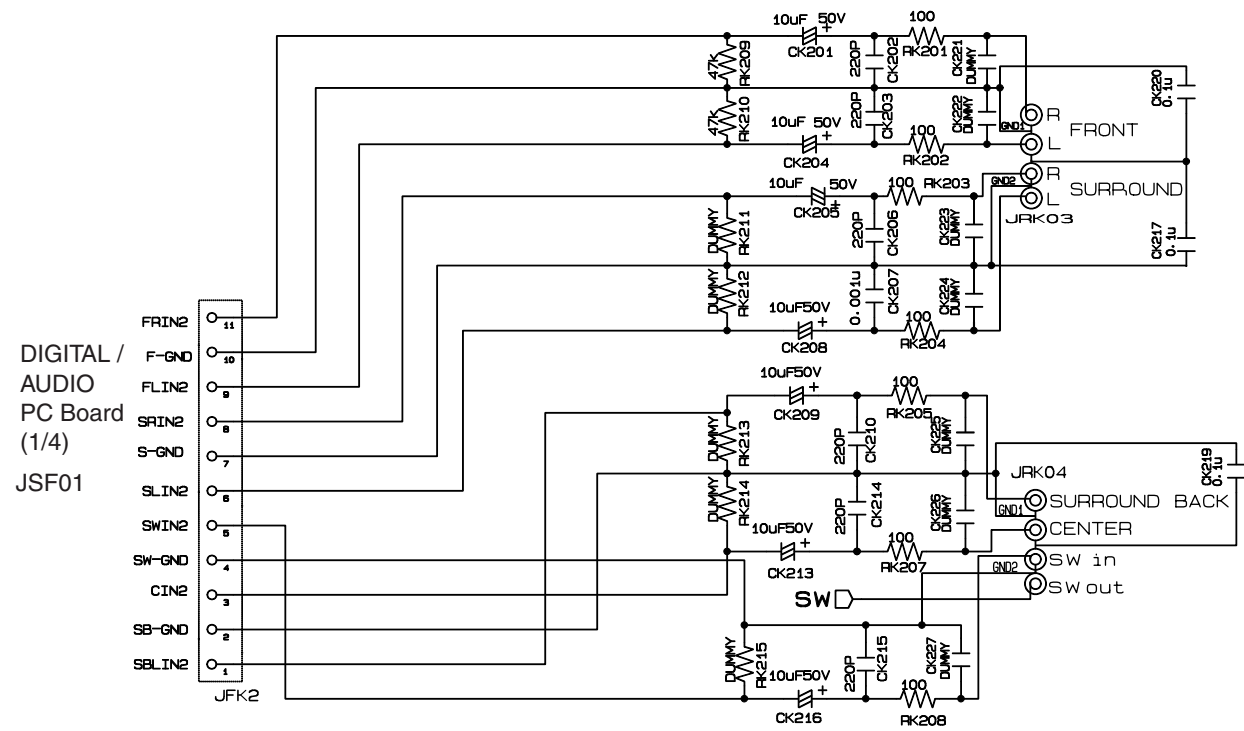 10uF 50V
+
CK201
100
RK201
47K
RK209
220P
CK202
CK221
DUMMY
CK220
0.1u
47K
RK210
220P
CK203
CK222
DUMMY
GND1
R
FRONT
L
10uF 50V
+
CK204
100
RK202
10uF 50V
+
CK205
100
RK203
GND2
R
SURROUND
L
JRK03
DUMMY
RK211
220P
CK206
CK223
DUMMY
CK217
0.1u
DUMMY
RK212
0.001u
CK207
CK224
DUMMY
10uF50V
+
CK208
100
RK204
DIGITAL /
AUDIO
PC Board
(1/4)
JSF01
FRIN2 11
F-GND 10
FLIN2 9
SRIN2 8
S-GND 7
SLIN2 6
SWIN2 5
SW-GND 4
CIN2 3
SB-GND 2
SBLIN2 1
JFK2
10uF50V
+
CK209
100
RK205
DUMMY
RK213
220P
CK210
CK225
DUMMY
CK219
0.1u
DUMMY
RK214
220P
CK214
CK226
DUMMY
JRK04
SURROUND BACK
GND1
CENTER
10uF50V
+
CK213
100
RK207
GND2
SW in
SW out
SW
DUMMY
RK215
220P
CK215
CK227
DUMMY
10uF50V
+
CK216
100
RK208